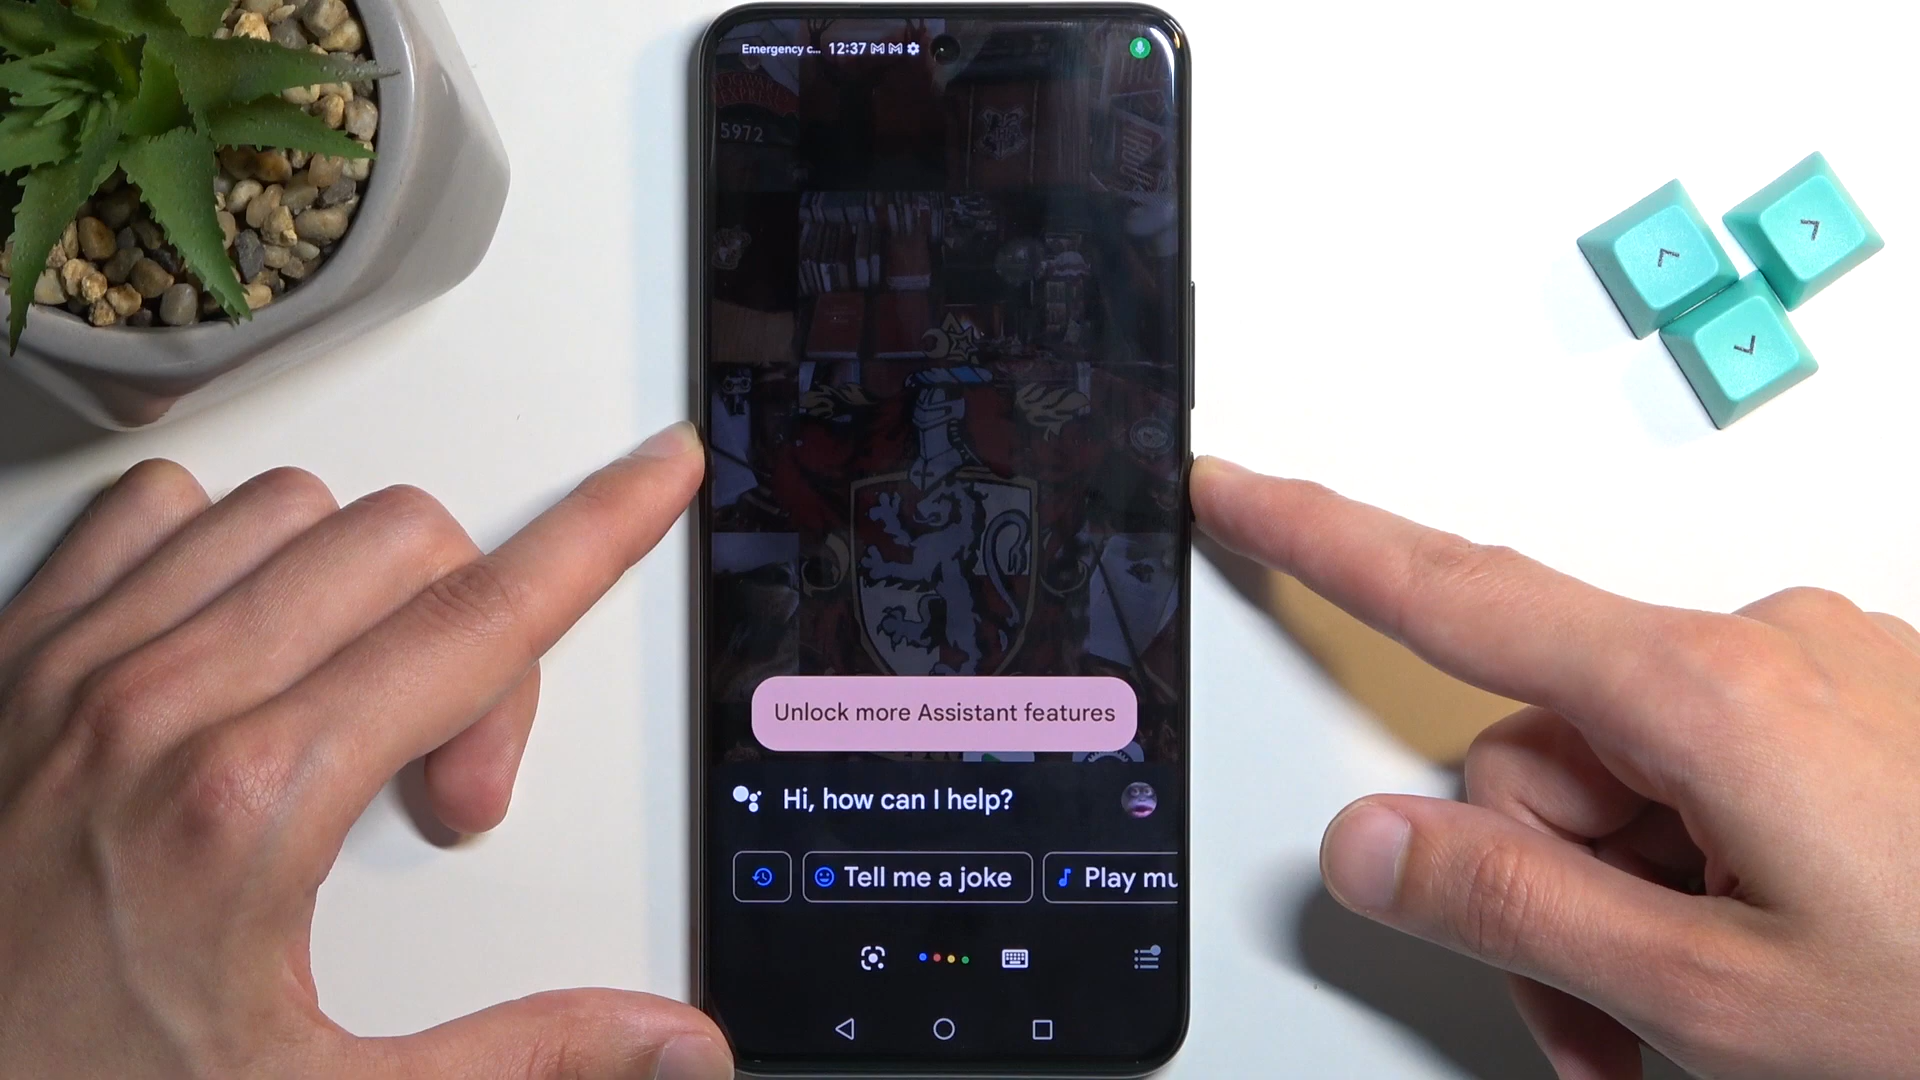 Emergency c... 12:37
5972
Unlock more Assistant features
Hi, how can I help?
Tell me a joke
Play mu